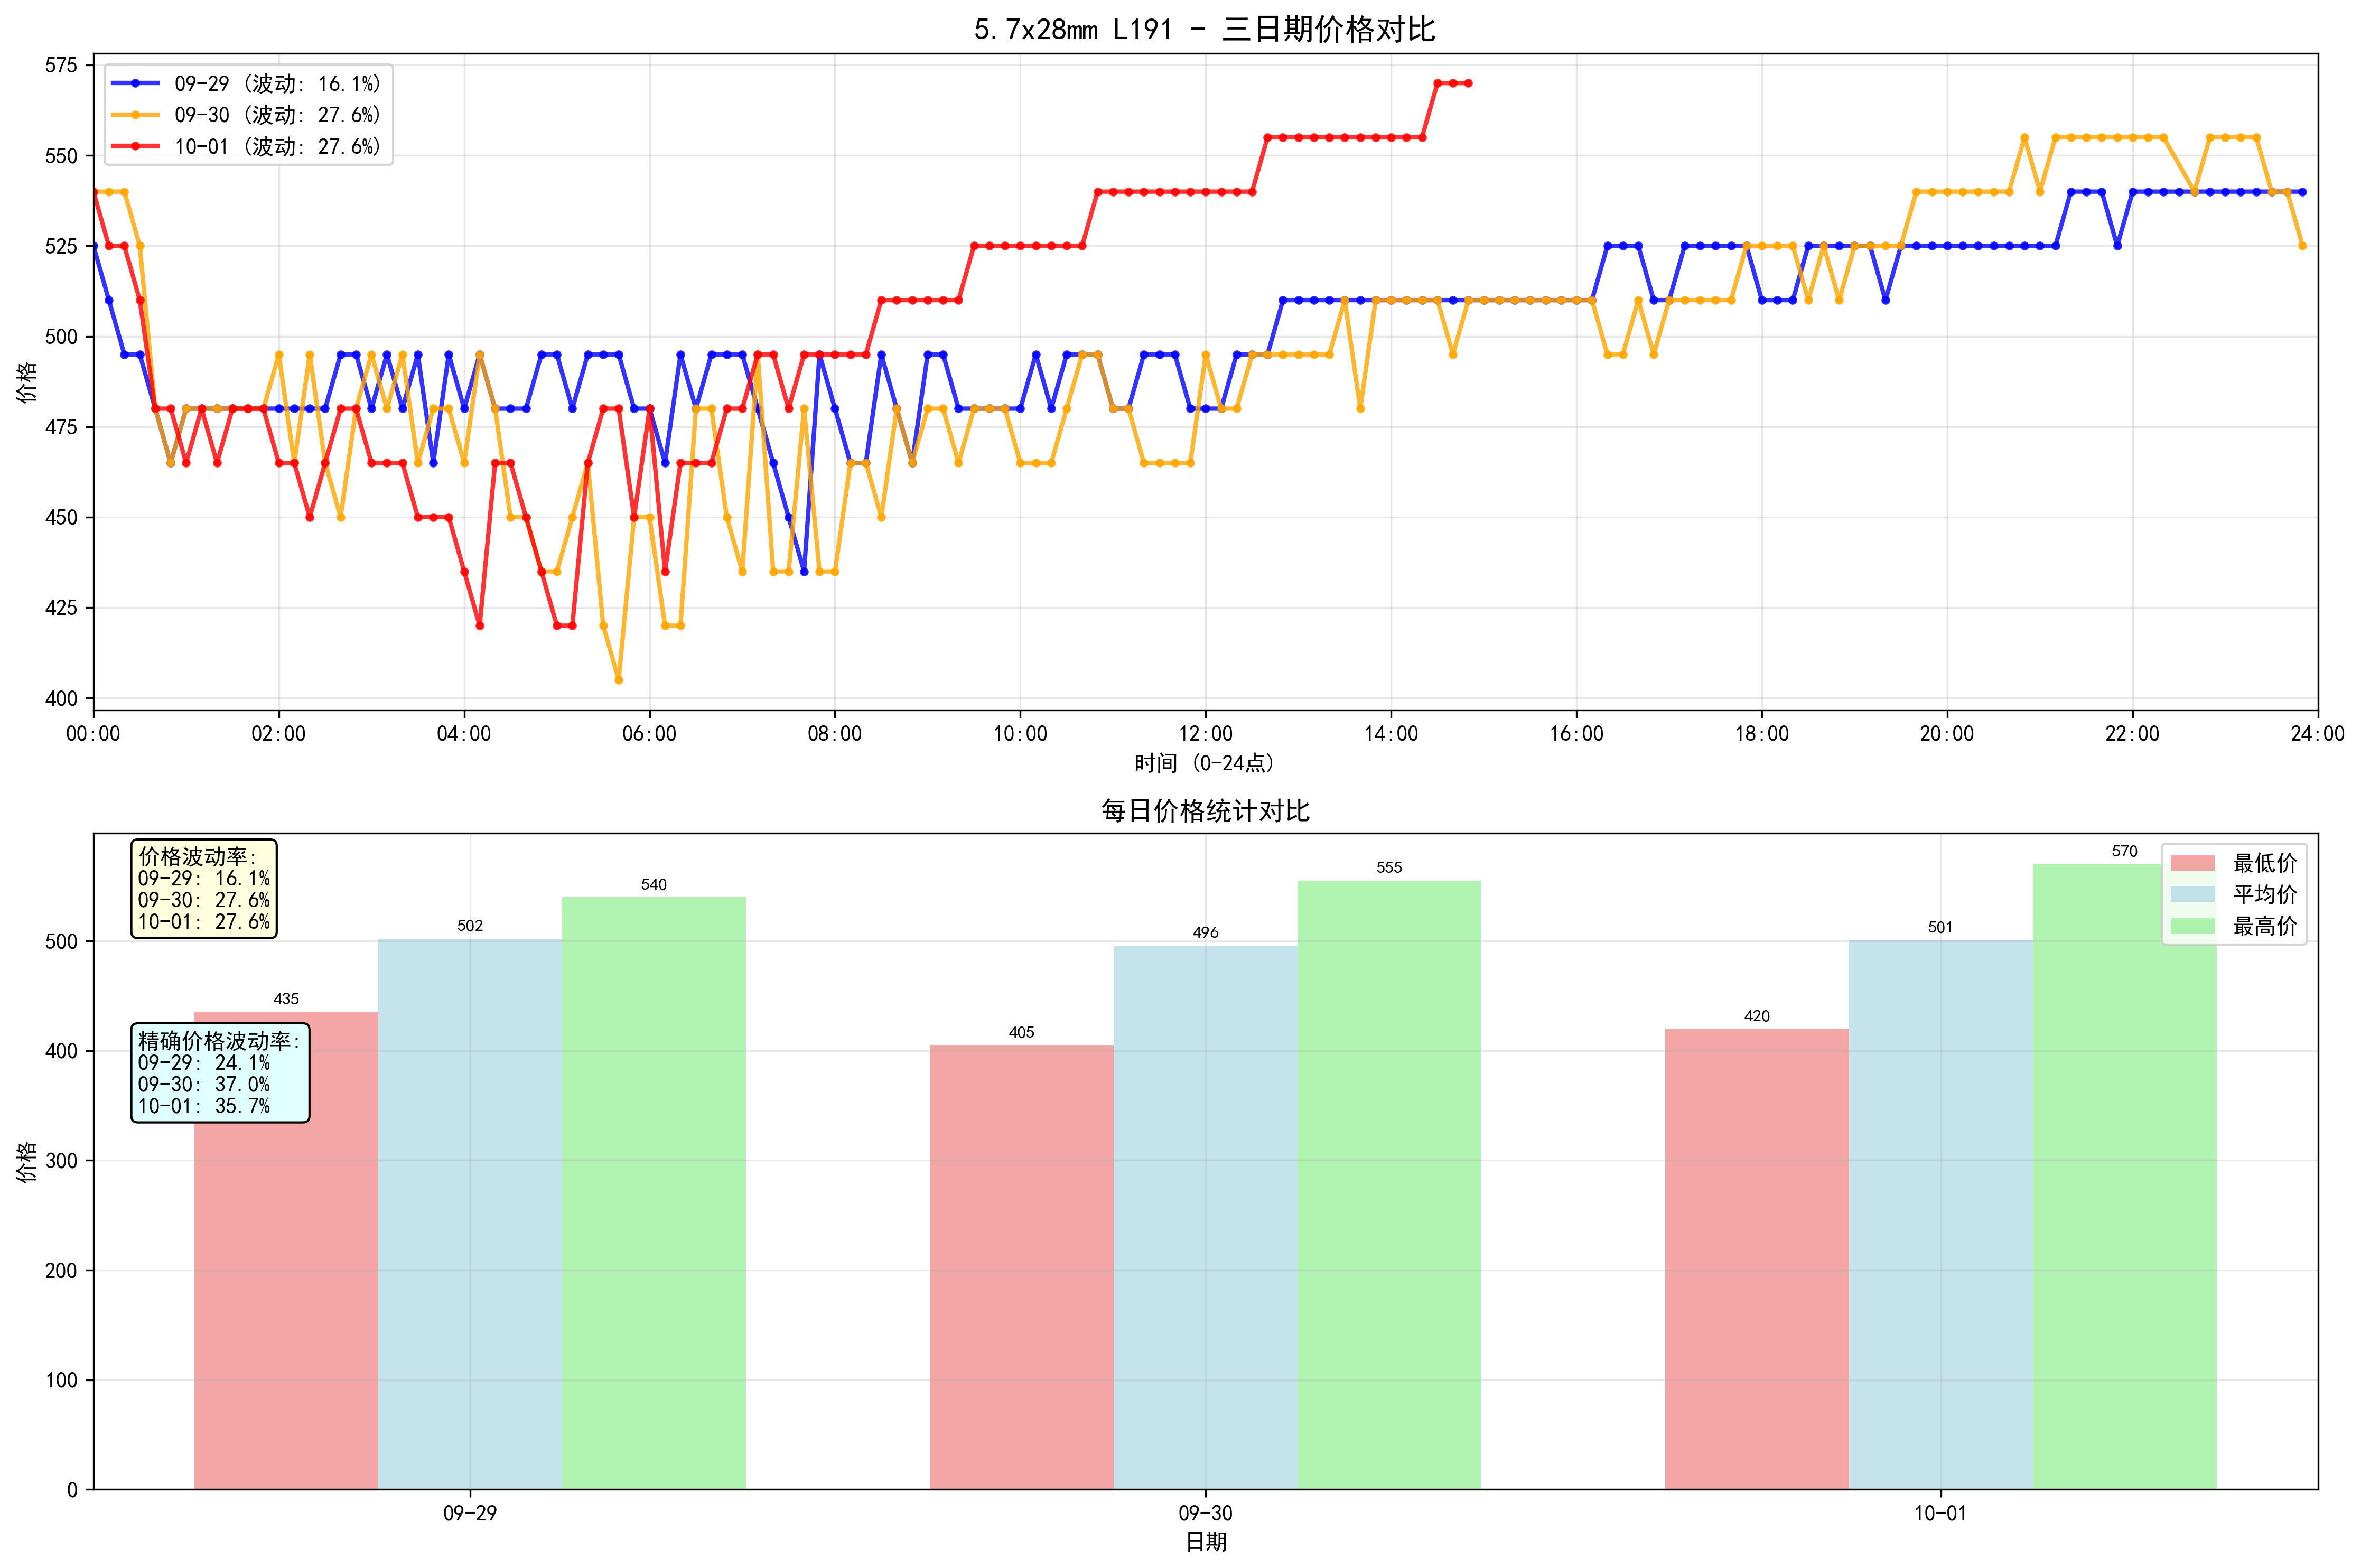 5.7x28mm L191 - 三日期价格对比
575
550
525
500
475
450
425
400
价格
09-29 (波动: 16.1%)
09-30 (波动: 27.6%)
10-01 (波动: 27.6%)
00:00 02:00 04:00 06:00 08:00 10:00 12:00 14:00 16:00 18:00 20:00 22:00 24:00
时间 (0-24点)
每日价格统计对比
价格波动率:
09-29: 16.1%
09-30: 27.6%
10-01: 27.6%
精确价格波动率:
09-29: 24.1%
09-30: 37.0%
10-01: 35.7%
最低价
平均价
最高价
435 502 540
405 496 555
420 501 570
500
400
300
200
100
0
价格
09-29 09-30 10-01
日期